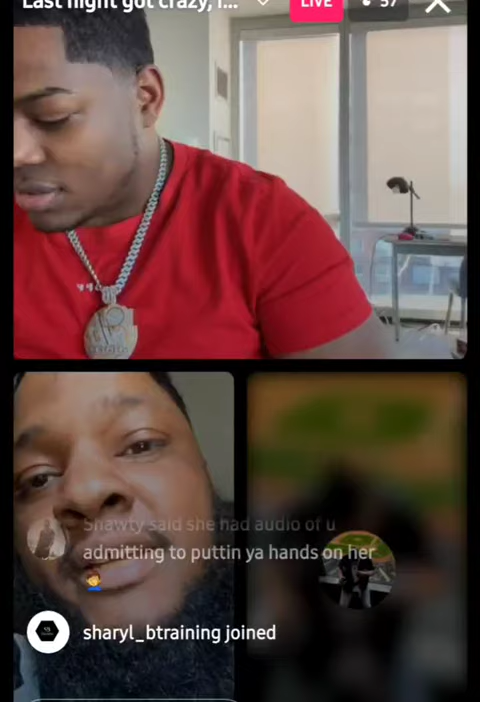 Last night got crazy, i...
LIVE
57
Shawty said she had audio of u
admitting to puttin ya hands on her
sharyl_btraining joined